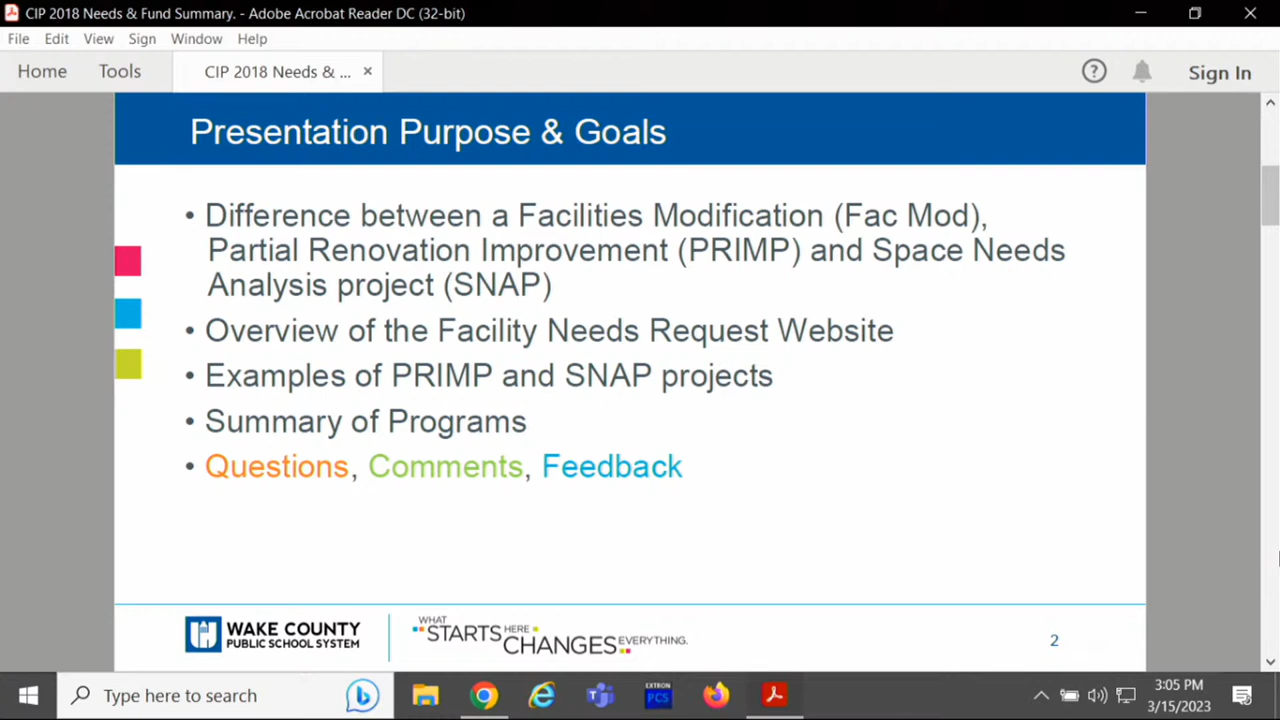 CIP 2018 Needs & Fund Summary. - Adobe Acrobat Reader DC (32-bit)
File Edit View Sign Window Help
Home Tools CIP 2018 Needs & ... × Sign In
Presentation Purpose & Goals
• Difference between a Facilities Modification (Fac Mod),
Partial Renovation Improvement (PRIMP) and Space Needs
Analysis project (SNAP)
• Overview of the Facility Needs Request Website
• Examples of PRIMP and SNAP projects
• Summary of Programs
• Questions, Comments, Feedback
WAKE COUNTY
PUBLIC SCHOOL SYSTEM
WHAT
STARTS HERE
CHANGES EVERYTHING.
2
Type here to search
EXTRON
PCS
3:05 PM
3/15/2023